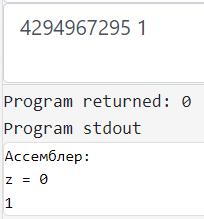 4294967295 1
Program returned: 0
Program stdout
Ассемблер:
z = 0
1